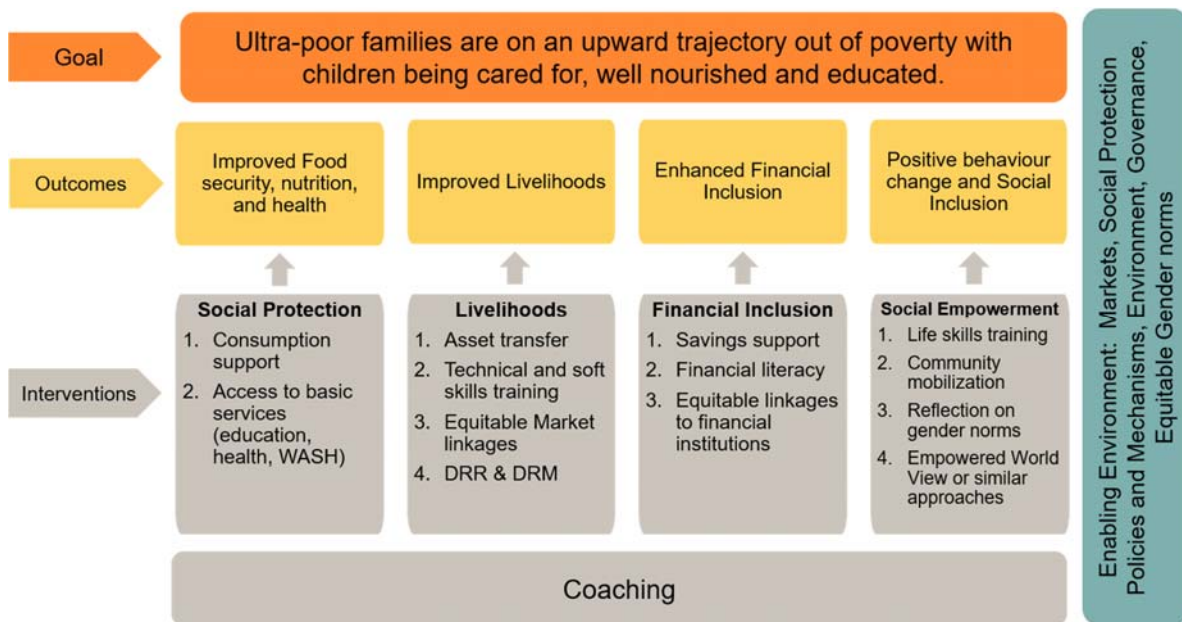 Goal
Ultra-poor families are on an upward trajectory out of poverty with
children being cared for, well nourished and educated.
Outcomes
Improved Food
security, nutrition,
and health
Improved Livelihoods
Enhanced Financial
Inclusion
Positive behaviour
change and Social
Inclusion
Interventions
Social Protection
1. Consumption
support
2. Access to basic
services
(education,
health, WASH)
Livelihoods
1. Asset transfer
2. Technical and soft
skills training
3. Equitable Market
linkages
4. DRR & DRM
Financial Inclusion
1. Savings support
2. Financial literacy
3. Equitable linkages
to financial
institutions
Social Empowerment
1. Life skills training
2. Community
mobilization
3. Reflection on
gender norms
4. Empowered World
View or similar
approaches
Coaching
Enabling Environment: Markets, Social Protection
Policies and Mechanisms, Environment, Governance,
Equitable Gender norms